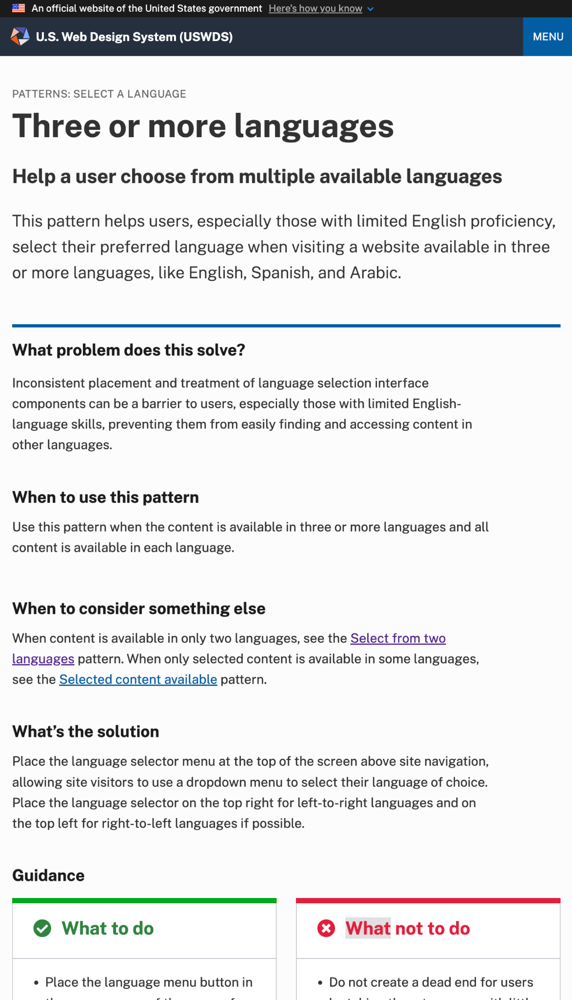 An official website of the United States government Here’s how you know
U.S. Web Design System (USWDS)
MENU
PATTERNS: SELECT A LANGUAGE
Three or more languages
Help a user choose from multiple available languages
This pattern helps users, especially those with limited English proficiency,
select their preferred language when visiting a website available in three
or more languages, like English, Spanish, and Arabic.
What problem does this solve?
Inconsistent placement and treatment of language selection interface
components can be a barrier to users, especially those with limited English-
language skills, preventing them from easily finding and accessing content in
other languages.
When to use this pattern
Use this pattern when the content is available in three or more languages and all
content is available in each language.
When to consider something else
When content is available in only two languages, see the Select from two
languages pattern. When only selected content is available in some languages,
see the Selected content available pattern.
What’s the solution
Place the language selector menu at the top of the screen above site navigation,
allowing site visitors to use a dropdown menu to select their language of choice.
Place the language selector on the top right for left-to-right languages and on
the top left for right-to-left languages if possible.
Guidance
What to do
• Place the language menu button in
What not to do
• Do not create a dead end for users